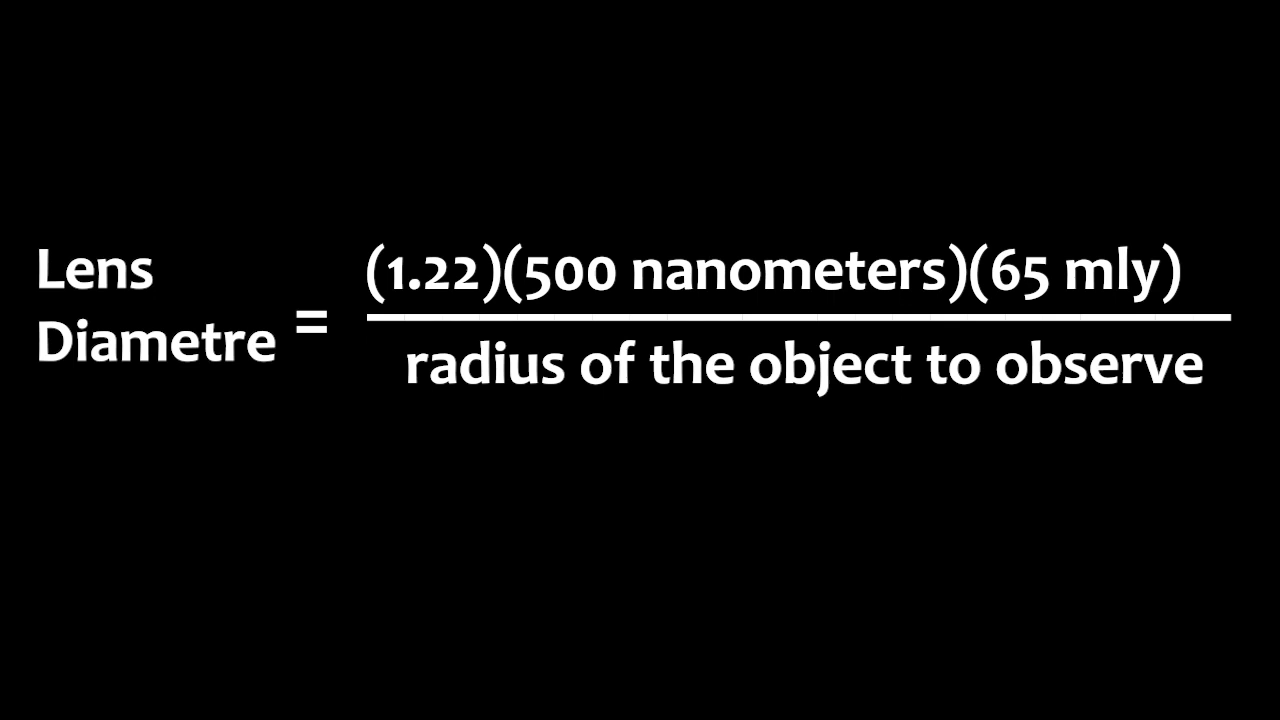 Lens
Diametre
=
(1.22)(500 nanometers)(65 mly)
radius of the object to observe